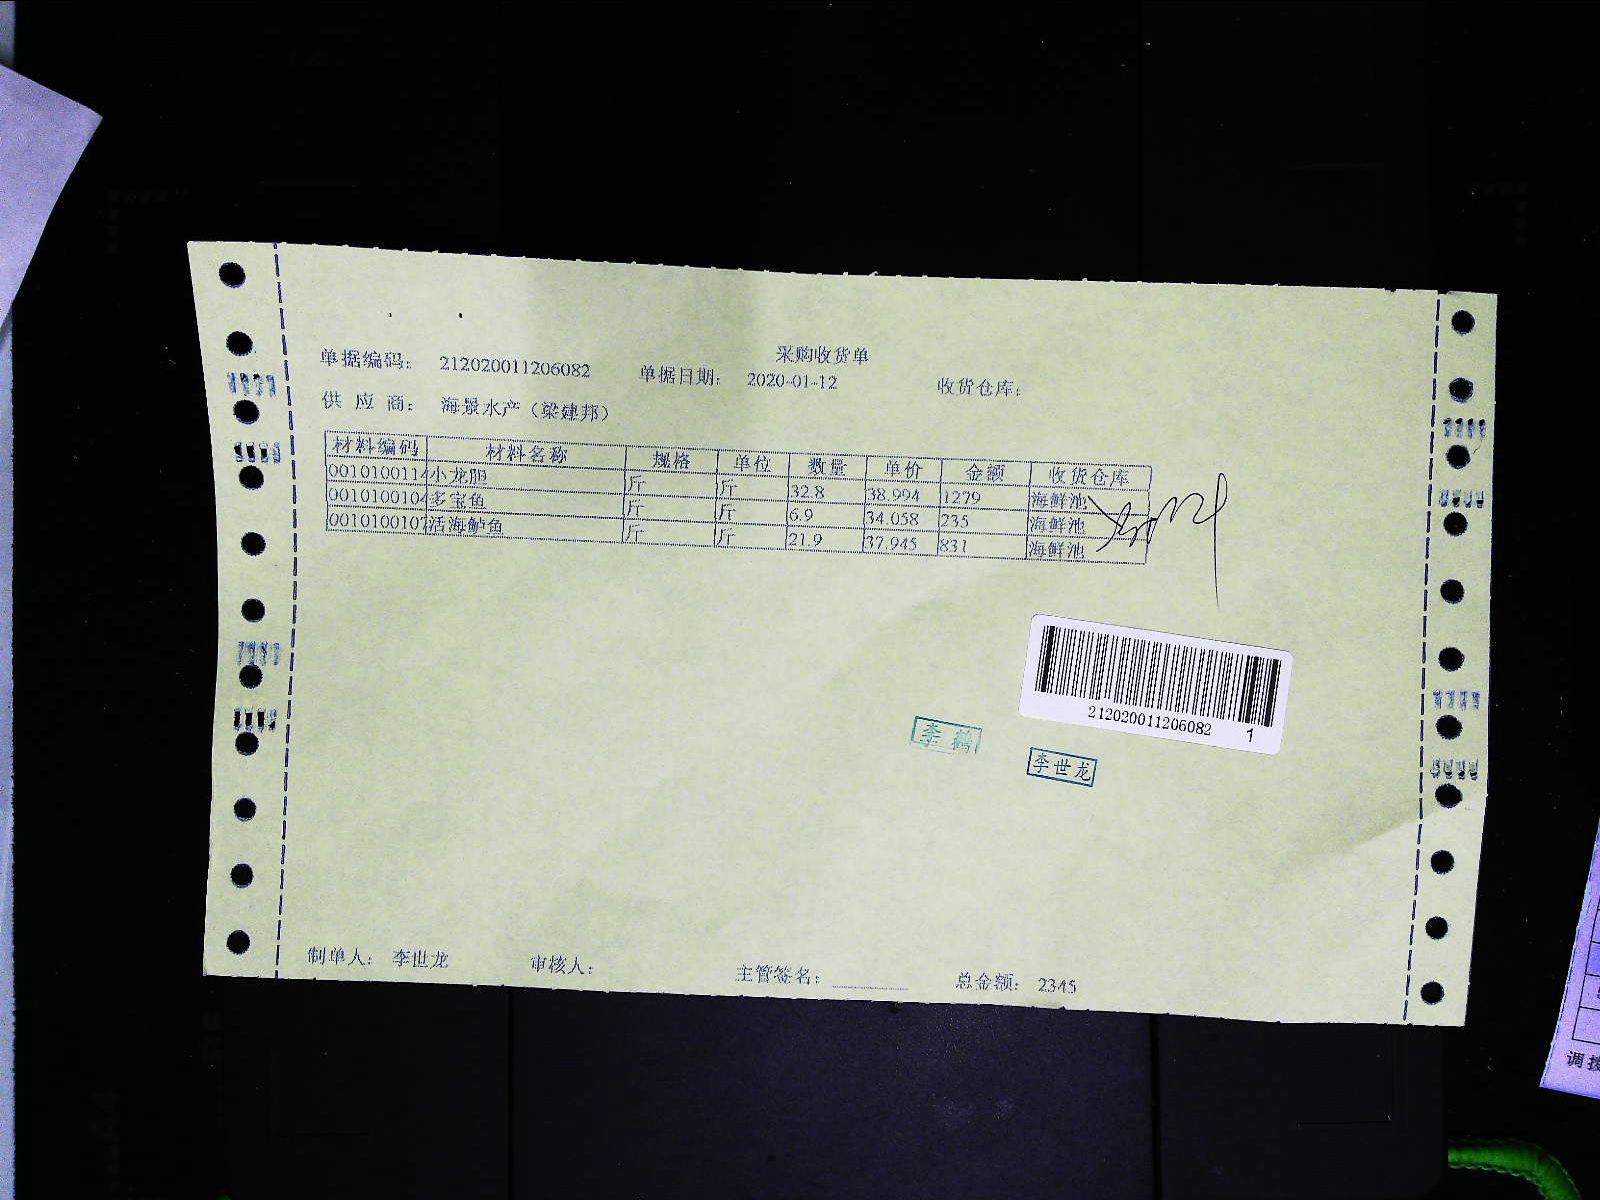 采购收货单
单据编码: 212020011206082 单据日期: 2020-01-12 收货仓库:
供 应 商: 海景水产（梁建邦）
材料编码 材料名称 规格 单位 数量 单价 金额 收货仓库
0010100114 小龙胆 斤 斤 32.8 38.994 1279 海鲜池
0010100104 多宝鱼 斤 斤 6.9 34.058 235 海鲜池
0010100107 活海鲈鱼 斤 斤 21.9 37.945 831 海鲜池
212020011206082 1
李鹤
李世龙
制单人: 李世龙 审核人: 主管签名: 总金额: 2345
调拨